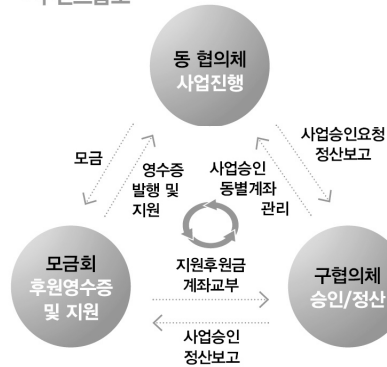 동 협의체
사업진행
사업승인요청
정산보고
모금
영수증
발행 및
지원
사업승인
동별계좌
관리
모금회
후원영수증
및 지원
지원후원금
계좌교부
구협의체
승인/정산
사업승인
정산보고